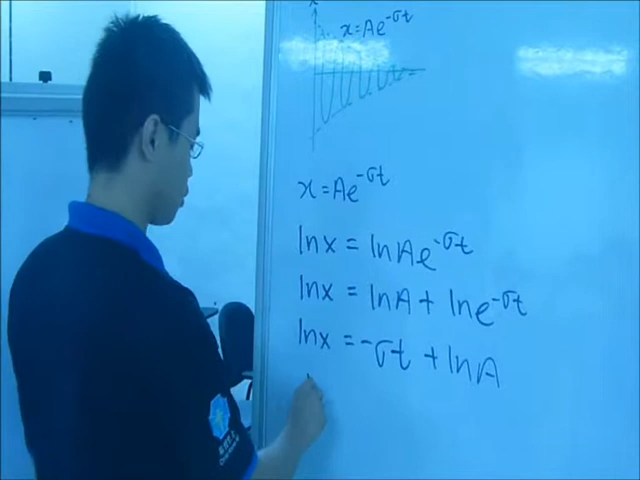 x
x=Ae^-σt
x=Ae^-σt
lnx = lnAe^-σt
lnx = lnA + lne^-σt
lnx = -σt + lnA